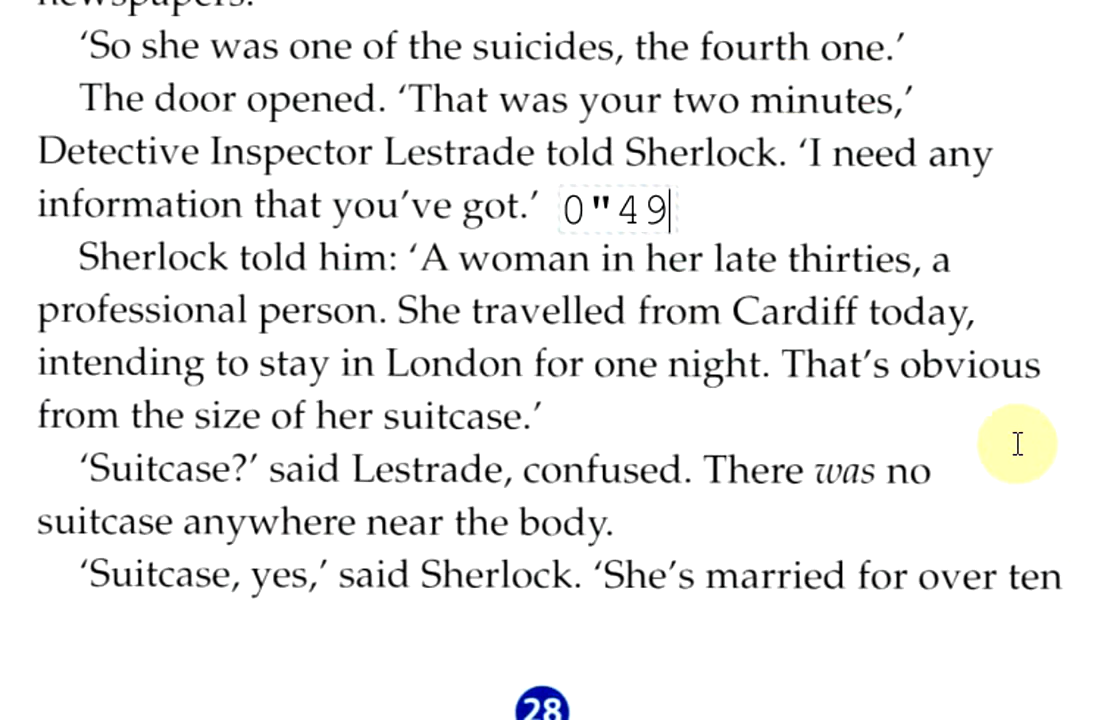 newspapers.
‘So she was one of the suicides, the fourth one.’
The door opened. ‘That was your two minutes,’
Detective Inspector Lestrade told Sherlock. ‘I need any
information that you’ve got.’ 0"49
Sherlock told him: ‘A woman in her late thirties, a
professional person. She travelled from Cardiff today,
intending to stay in London for one night. That’s obvious
from the size of her suitcase.’
‘Suitcase?’ said Lestrade, confused. There was no
suitcase anywhere near the body.
‘Suitcase, yes,’ said Sherlock. ‘She’s married for over ten
28